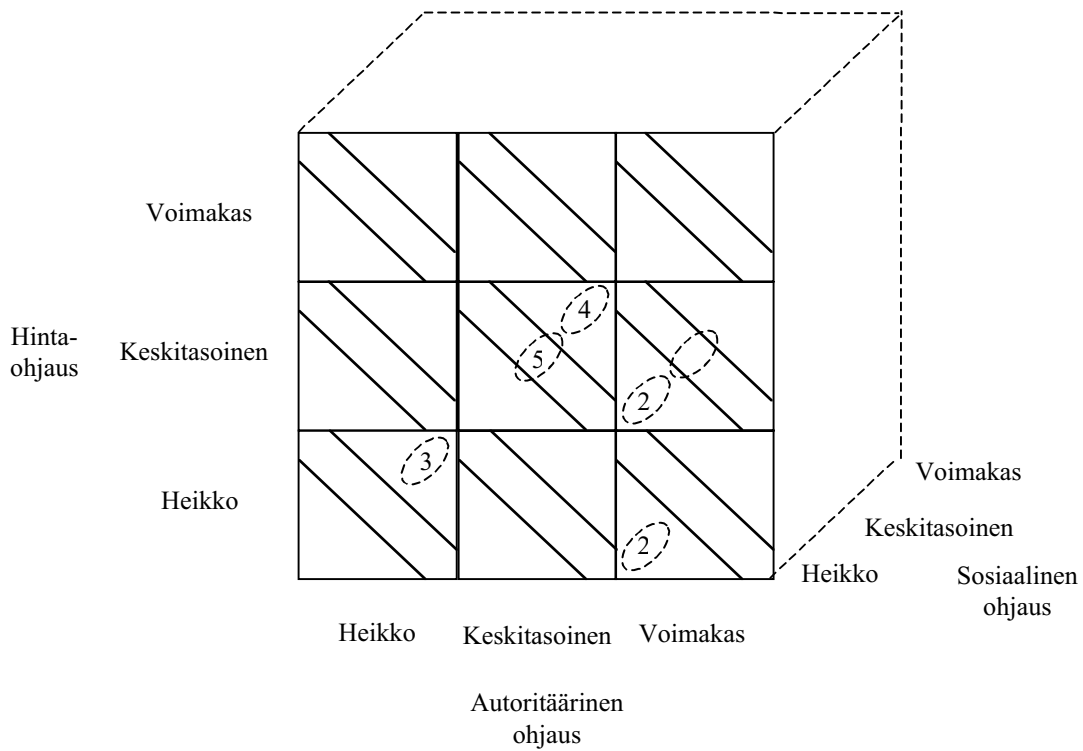 Voimakas
4
Hinta-
ohjaus
Keskitasoinen
5
2
3
Heikko
2
Voimakas
Keskitasoinen
Heikko
Sosiaalinen
ohjaus
Heikko
Keskitasoinen
Voimakas
Autoritäärinen
ohjaus